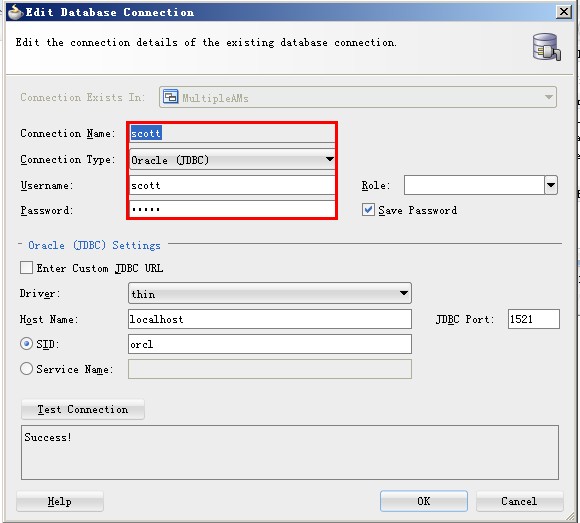 Edit Database Connection
Edit the connection details of the existing database connection.
Connection Exists In: MultipleAMs
Connection Name: scott
Connection Type: Oracle (JDBC)
Username: scott Role:
Password: ••••• Save Password
Oracle (JDBC) Settings
Enter Custom JDBC URL
Driver: thin
Host Name: localhost JDBC Port: 1521
SID: orcl
Service Name:
Test Connection
Success!
Help OK Cancel